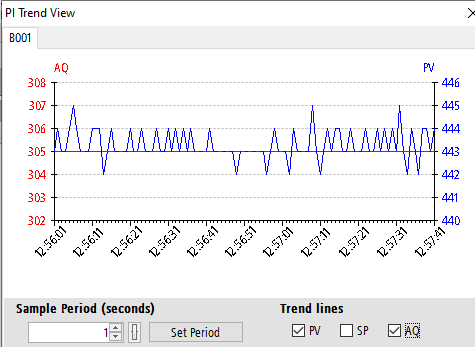 PI Trend View
B001
AQ PV
308 446
307 445
306 444
305 443
304 442
303 441
302 440
12:56:01 12:56:11 12:56:21 12:56:31 12:56:41 12:56:51 12:57:01 12:57:11 12:57:21 12:57:31 12:57:41
Sample Period (seconds) Trend lines
1 Set Period PV SP AQ